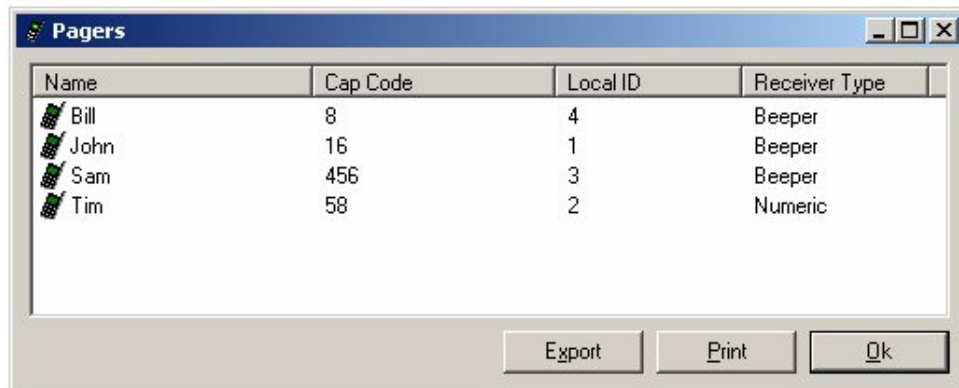 Pagers
Name Cap Code Local ID Receiver Type
Bill 8 4 Beeper
John 16 1 Beeper
Sam 456 3 Beeper
Tim 58 2 Numeric
Export Print Ok